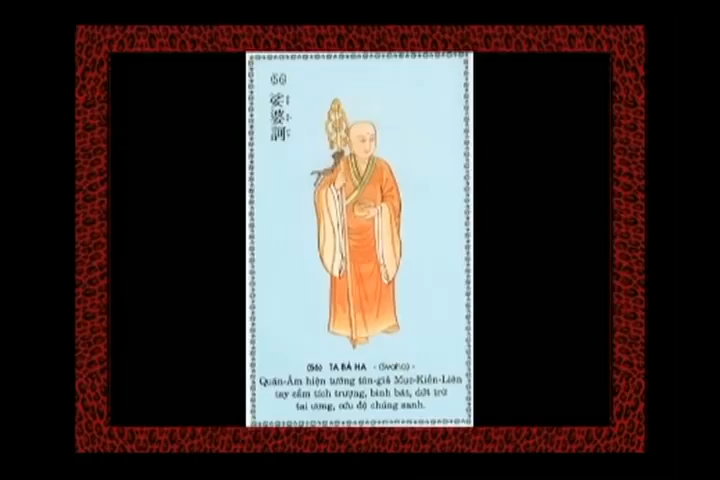 56
娑婆訶
(56) TA BÀ HA - (Svaha) -
Quán-Âm hiện tướng tôn-giả Mục-Kiền-Liên
tay cầm tích trượng, bình bát, dứt trừ
tai ương, cứu độ chúng sanh.